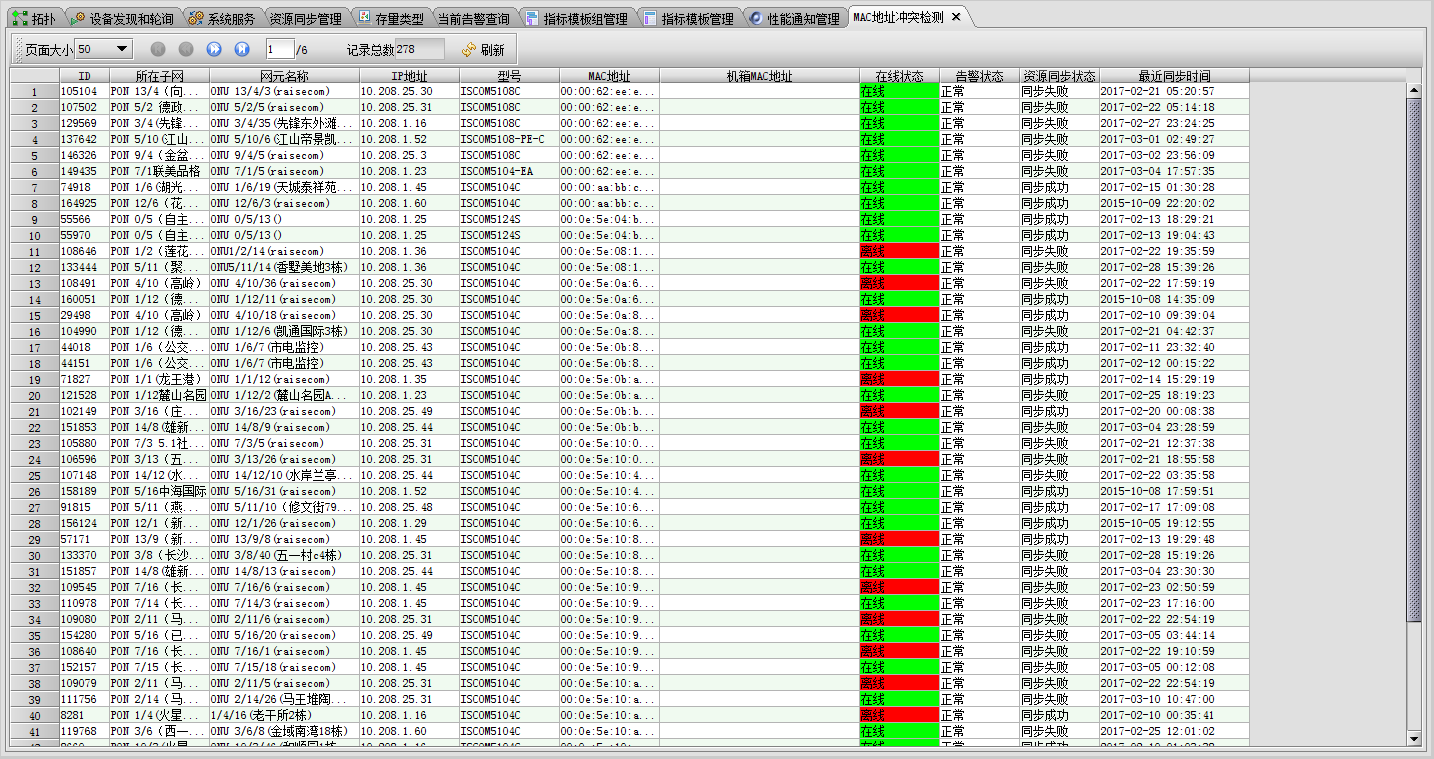 拓扑 设备发现和轮询 系统服务 资源同步管理 存量类型 当前告警查询 指标模板组管理 指标模板管理 性能通知管理 MAC地址冲突检测
页面大小 50 1 /6 记录总数 278 刷新
ID 所在子网 网元名称 IP地址 型号 MAC地址 机箱MAC地址 在线状态 告警状态 资源同步状态 最近同步时间
1 105104 PON 13/4 (向... ONU 13/4/3(raisecom) 10.208.25.30 ISCOM5108C 00:00:62:ee:e... 在线 正常 同步失败 2017-02-21 05:20:57
2 107502 PON 5/2 德政... ONU 5/2/5(raisecom) 10.208.25.31 ISCOM5108C 00:00:62:ee:e... 在线 正常 同步失败 2017-02-22 05:14:18
3 129569 PON 3/4(先锋... ONU 3/4/35(先锋东外滩... 10.208.1.16 ISCOM5108C 00:00:62:ee:e... 在线 正常 同步失败 2017-02-27 23:24:25
4 137642 PON 5/10(江山... ONU 5/10/6(江山帝景凯... 10.208.1.52 ISCOM5108-PE-C 00:00:62:ee:e... 在线 正常 同步失败 2017-03-01 02:49:27
5 146326 PON 9/4 (金盆... ONU 9/4/5(raisecom) 10.208.25.3 ISCOM5108C 00:00:62:ee:e... 在线 正常 同步失败 2017-03-02 23:56:09
6 149435 PON 7/1联美品格 ONU 7/1/5(raisecom) 10.208.1.23 ISCOM5104-EA 00:00:62:ee:e... 在线 正常 同步失败 2017-03-04 17:57:35
7 74918 PON 1/6(湖光... ONU 1/6/19(天城泰祥苑... 10.208.1.45 ISCOM5104C 00:00:aa:bb:c... 在线 正常 同步成功 2017-02-15 01:30:28
8 164925 PON 12/6 (花... ONU 12/6/3(raisecom) 10.208.1.60 ISCOM5104C 00:00:aa:bb:c... 在线 正常 同步成功 2015-10-09 22:20:02
9 55566 PON 0/5 (自主... ONU 0/5/13() 10.208.1.25 ISCOM5124S 00:0e:5e:04:b... 在线 正常 同步成功 2017-02-13 18:29:21
10 55970 PON 0/5 (自主... ONU 0/5/13() 10.208.1.25 ISCOM5124S 00:0e:5e:04:b... 在线 正常 同步成功 2017-02-13 19:04:43
11 108646 PON 1/2 (莲花... ONU1/2/14(raisecom) 10.208.1.36 ISCOM5104C 00:0e:5e:08:1... 离线 正常 同步失败 2017-02-22 19:35:59
12 133444 PON 5/11 (聚... ONU5/11/14(香墅美地3栋) 10.208.1.36 ISCOM5104C 00:0e:5e:08:1... 在线 正常 同步失败 2017-02-28 15:39:26
13 108491 PON 4/10 (高岭) ONU 4/10/36(raisecom) 10.208.25.30 ISCOM5104C 00:0e:5e:0a:6... 离线 正常 同步失败 2017-02-22 17:59:19
14 160051 PON 1/12 (德... ONU 1/12/11(raisecom) 10.208.25.30 ISCOM5104C 00:0e:5e:0a:6... 在线 正常 同步成功 2015-10-08 14:35:09
15 29498 PON 4/10 (高岭) ONU 4/10/18(raisecom) 10.208.25.30 ISCOM5104C 00:0e:5e:0a:8... 离线 正常 同步成功 2017-02-10 09:39:04
16 104990 PON 1/12 (德... ONU 1/12/6(凯通国际3栋) 10.208.25.30 ISCOM5104C 00:0e:5e:0a:8... 在线 正常 同步失败 2017-02-21 04:42:37
17 44018 PON 1/6 (公交... ONU 1/6/7(市电监控) 10.208.25.43 ISCOM5104C 00:0e:5e:0b:8... 在线 正常 同步成功 2017-02-11 23:32:40
18 44151 PON 1/6 (公交... ONU 1/6/7(市电监控) 10.208.25.43 ISCOM5104C 00:0e:5e:0b:8... 在线 正常 同步成功 2017-02-12 00:15:22
19 71827 PON 1/1(龙王港) ONU 1/1/12(raisecom) 10.208.1.35 ISCOM5104C 00:0e:5e:0b:a... 离线 正常 同步成功 2017-02-14 15:29:19
20 121528 PON 1/12麓山名园 ONU 1/12/2(麓山名园A... 10.208.1.23 ISCOM5104C 00:0e:5e:0b:a... 在线 正常 同步失败 2017-02-25 18:19:23
21 102149 PON 3/16 (庄... ONU 3/16/23(raisecom) 10.208.25.49 ISCOM5104C 00:0e:5e:0b:b... 离线 正常 同步成功 2017-02-20 00:08:38
22 151853 PON 14/8(雄新... ONU 14/8/9(raisecom) 10.208.25.44 ISCOM5104C 00:0e:5e:0b:b... 在线 正常 同步失败 2017-03-04 23:28:59
23 105880 PON 7/3 5.1社... ONU 7/3/5(raisecom) 10.208.25.31 ISCOM5104C 00:0e:5e:10:0... 在线 正常 同步失败 2017-02-21 12:37:38
24 106596 PON 3/13 (五... ONU 3/13/26(raisecom) 10.208.25.31 ISCOM5104C 00:0e:5e:10:0... 离线 正常 同步失败 2017-02-21 18:55:58
25 107148 PON 14/12(水... ONU 14/12/10(水岸兰亭... 10.208.25.44 ISCOM5104C 00:0e:5e:10:4... 在线 正常 同步失败 2017-02-22 03:35:58
26 158189 PON 5/16中海国际 ONU 5/16/31(raisecom) 10.208.1.52 ISCOM5104C 00:0e:5e:10:4... 在线 正常 同步成功 2015-10-08 17:59:51
27 91815 PON 5/11 (燕... ONU 5/11/10 (修文街79... 10.208.25.48 ISCOM5104C 00:0e:5e:10:6... 在线 正常 同步成功 2017-02-17 17:09:08
28 156124 PON 12/1 (新... ONU 12/1/26(raisecom) 10.208.1.29 ISCOM5104C 00:0e:5e:10:6... 在线 正常 同步成功 2015-10-05 19:12:55
29 57171 PON 13/9 (新... ONU 13/9/8(raisecom) 10.208.1.45 ISCOM5104C 00:0e:5e:10:8... 离线 正常 同步成功 2017-02-13 19:29:48
30 133370 PON 3/8 (长沙... ONU 3/8/40(五一村c4栋) 10.208.25.31 ISCOM5104C 00:0e:5e:10:8... 在线 正常 同步失败 2017-02-28 15:19:26
31 151857 PON 14/8(雄新... ONU 14/8/13(raisecom) 10.208.25.44 ISCOM5104C 00:0e:5e:10:8... 在线 正常 同步失败 2017-03-04 23:30:30
32 109545 PON 7/16 (长... ONU 7/16/6(raisecom) 10.208.1.45 ISCOM5104C 00:0e:5e:10:9... 离线 正常 同步失败 2017-02-23 02:50:59
33 110978 PON 7/14 (长... ONU 7/14/3(raisecom) 10.208.1.45 ISCOM5104C 00:0e:5e:10:9... 在线 正常 同步失败 2017-02-23 17:16:00
34 109080 PON 2/11 (马... ONU 2/11/6(raisecom) 10.208.25.31 ISCOM5104C 00:0e:5e:10:9... 离线 正常 同步失败 2017-02-22 22:54:19
35 154280 PON 5/16 (已... ONU 5/16/20(raisecom) 10.208.25.49 ISCOM5104C 00:0e:5e:10:9... 在线 正常 同步失败 2017-03-05 03:44:14
36 108640 PON 7/16 (长... ONU 7/16/1(raisecom) 10.208.1.45 ISCOM5104C 00:0e:5e:10:9... 离线 正常 同步失败 2017-02-22 19:10:59
37 152157 PON 7/15 (长... ONU 7/15/18(raisecom) 10.208.1.45 ISCOM5104C 00:0e:5e:10:9... 在线 正常 同步失败 2017-03-05 00:12:08
38 109079 PON 2/11 (马... ONU 2/11/5(raisecom) 10.208.25.31 ISCOM5104C 00:0e:5e:10:a... 离线 正常 同步失败 2017-02-22 22:54:19
39 111756 PON 2/14 (马... ONU 2/14/26(马王堆陶... 10.208.25.31 ISCOM5104C 00:0e:5e:10:a... 在线 正常 同步失败 2017-03-10 10:47:00
40 8281 PON 1/4(火星... 1/4/16(老干所2栋) 10.208.1.16 ISCOM5104C 00:0e:5e:10:a... 离线 正常 同步成功 2017-02-10 00:35:41
41 119768 PON 3/6 (西一... ONU 3/6/8(金域南湾18栋) 10.208.1.60 ISCOM5104C 00:0e:5e:10:a... 在线 正常 同步失败 2017-02-25 12:01:02